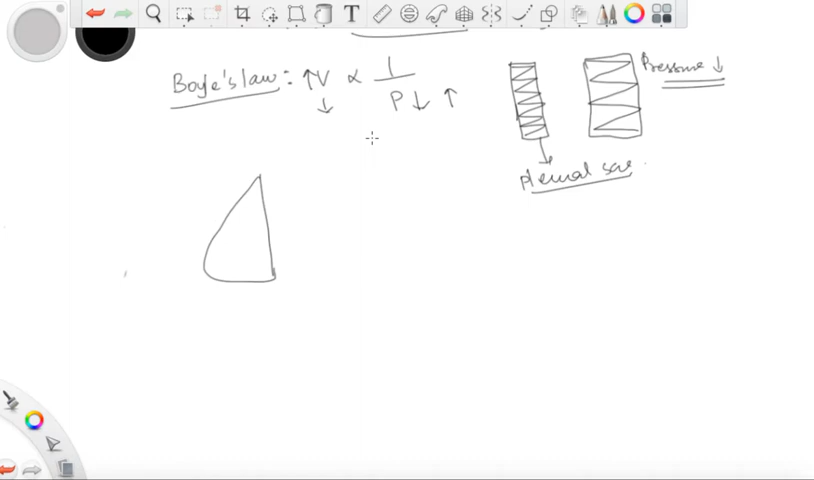 Boyle's law : ↑V ∝ 1/P ↓ ↑
↓
Pressure ↓
pleural sac